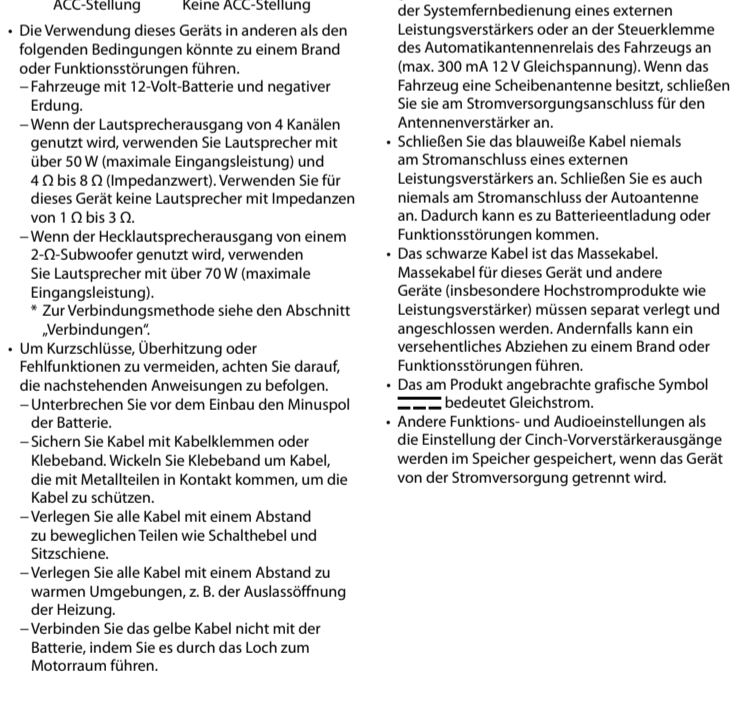 ACC-Stellung Keine ACC-Stellung
• Die Verwendung dieses Geräts in anderen als den
folgenden Bedingungen könnte zu einem Brand
oder Funktionsstörungen führen.
– Fahrzeuge mit 12-Volt-Batterie und negativer
Erdung.
– Wenn der Lautsprecherausgang von 4 Kanälen
genutzt wird, verwenden Sie Lautsprecher mit
über 50 W (maximale Eingangsleistung) und
4 Ω bis 8 Ω (Impedanzwert). Verwenden Sie für
dieses Gerät keine Lautsprecher mit Impedanzen
von 1 Ω bis 3 Ω.
– Wenn der Hecklautsprecherausgang von einem
2-Ω-Subwoofer genutzt wird, verwenden
Sie Lautsprecher mit über 70 W (maximale
Eingangsleistung).
* Zur Verbindungsmethode siehe den Abschnitt
„Verbindungen“.
• Um Kurzschlüsse, Überhitzung oder
Fehlfunktionen zu vermeiden, achten Sie darauf,
die nachstehenden Anweisungen zu befolgen.
– Unterbrechen Sie vor dem Einbau den Minuspol
der Batterie.
– Sichern Sie Kabel mit Kabelklemmen oder
Klebeband. Wickeln Sie Klebeband um Kabel,
die mit Metallteilen in Kontakt kommen, um die
Kabel zu schützen.
– Verlegen Sie alle Kabel mit einem Abstand
zu beweglichen Teilen wie Schalthebel und
Sitzschiene.
– Verlegen Sie alle Kabel mit einem Abstand zu
warmen Umgebungen, z. B. der Auslassöffnung
der Heizung.
– Verbinden Sie das gelbe Kabel nicht mit der
Batterie, indem Sie es durch das Loch zum
Motorraum führen.
der Systemfernbedienung eines externen
Leistungsverstärkers oder an der Steuerklemme
des Automatikantennenrelais des Fahrzeugs an
(max. 300 mA 12 V Gleichspannung). Wenn das
Fahrzeug eine Scheibenantenne besitzt, schließen
Sie sie am Stromversorgungsanschluss für den
Antennenverstärker an.
• Schließen Sie das blauweiße Kabel niemals
am Stromanschluss eines externen
Leistungsverstärkers an. Schließen Sie es auch
niemals am Stromanschluss der Autoantenne
an. Dadurch kann es zu Batterieentladung oder
Funktionsstörungen kommen.
• Das schwarze Kabel ist das Massekabel.
Massekabel für dieses Gerät und andere
Geräte (insbesondere Hochstromprodukte wie
Leistungsverstärker) müssen separat verlegt und
angeschlossen werden. Andernfalls kann ein
versehentliches Abziehen zu einem Brand oder
Funktionsstörungen führen.
• Das am Produkt angebrachte grafische Symbol
bedeutet Gleichstrom.
• Andere Funktions- und Audioeinstellungen als
die Einstellung der Cinch-Vorverstärkerausgänge
werden im Speicher gespeichert, wenn das Gerät
von der Stromversorgung getrennt wird.